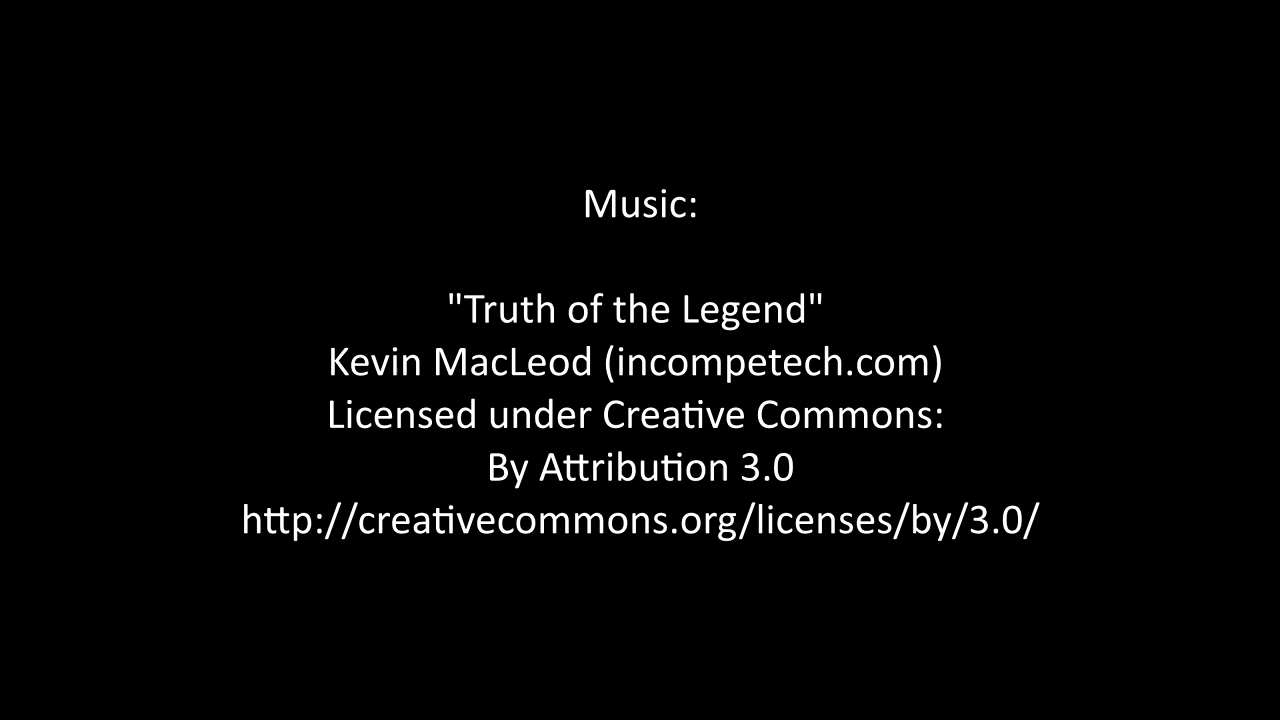 Music:
"Truth of the Legend"
Kevin MacLeod (incompetech.com)
Licensed under Creative Commons:
By Attribution 3.0
http://creativecommons.org/licenses/by/3.0/